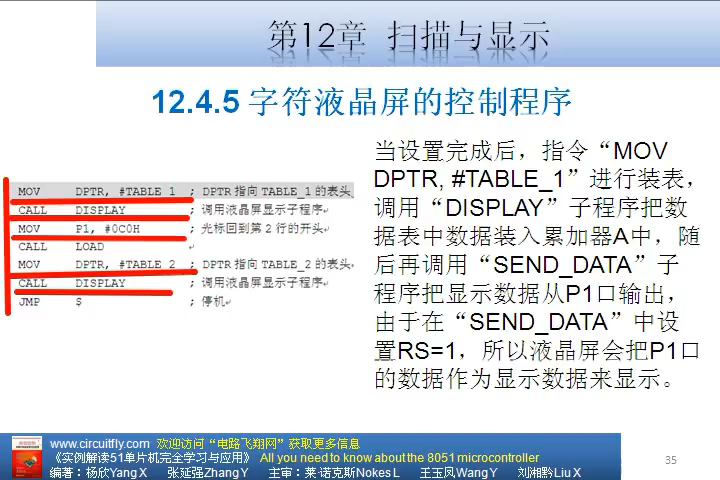 第12章 扫描与显示
12.4.5 字符液晶屏的控制程序
MOV DPTR, #TABLE_1 ; DPTR指向TABLE_1的表头
CALL DISPLAY ; 调用液晶屏显示子程序↵
MOV P1, #0C0H ; 光标回到第2行的开头↵
CALL LOAD ↵
MOV DPTR, #TABLE_2 ; DPTR指向TABLE_2的表头↵
CALL DISPLAY ; 调用液晶屏显示子程序↵
JMP $ ; 停机↵
当设置完成后，指令“MOV
DPTR, #TABLE_1”进行装表，
调用“DISPLAY”子程序把数
据表中数据装入累加器A中，随
后再调用“SEND_DATA”子
程序把显示数据从P1口输出，
由于在“SEND_DATA”中设
置RS=1，所以液晶屏会把P1口
的数据作为显示数据来显示。
www.circuitfly.com 欢迎访问“电路飞翔网”获取更多信息
《实例解读51单片机完全学习与应用》 All you need to know about the 8051 microcontroller
编著：杨欣Yang X 张延强Zhang Y 主审：莱·诺克斯Nokes L 王玉凤Wang Y 刘湘黔Liu X
35